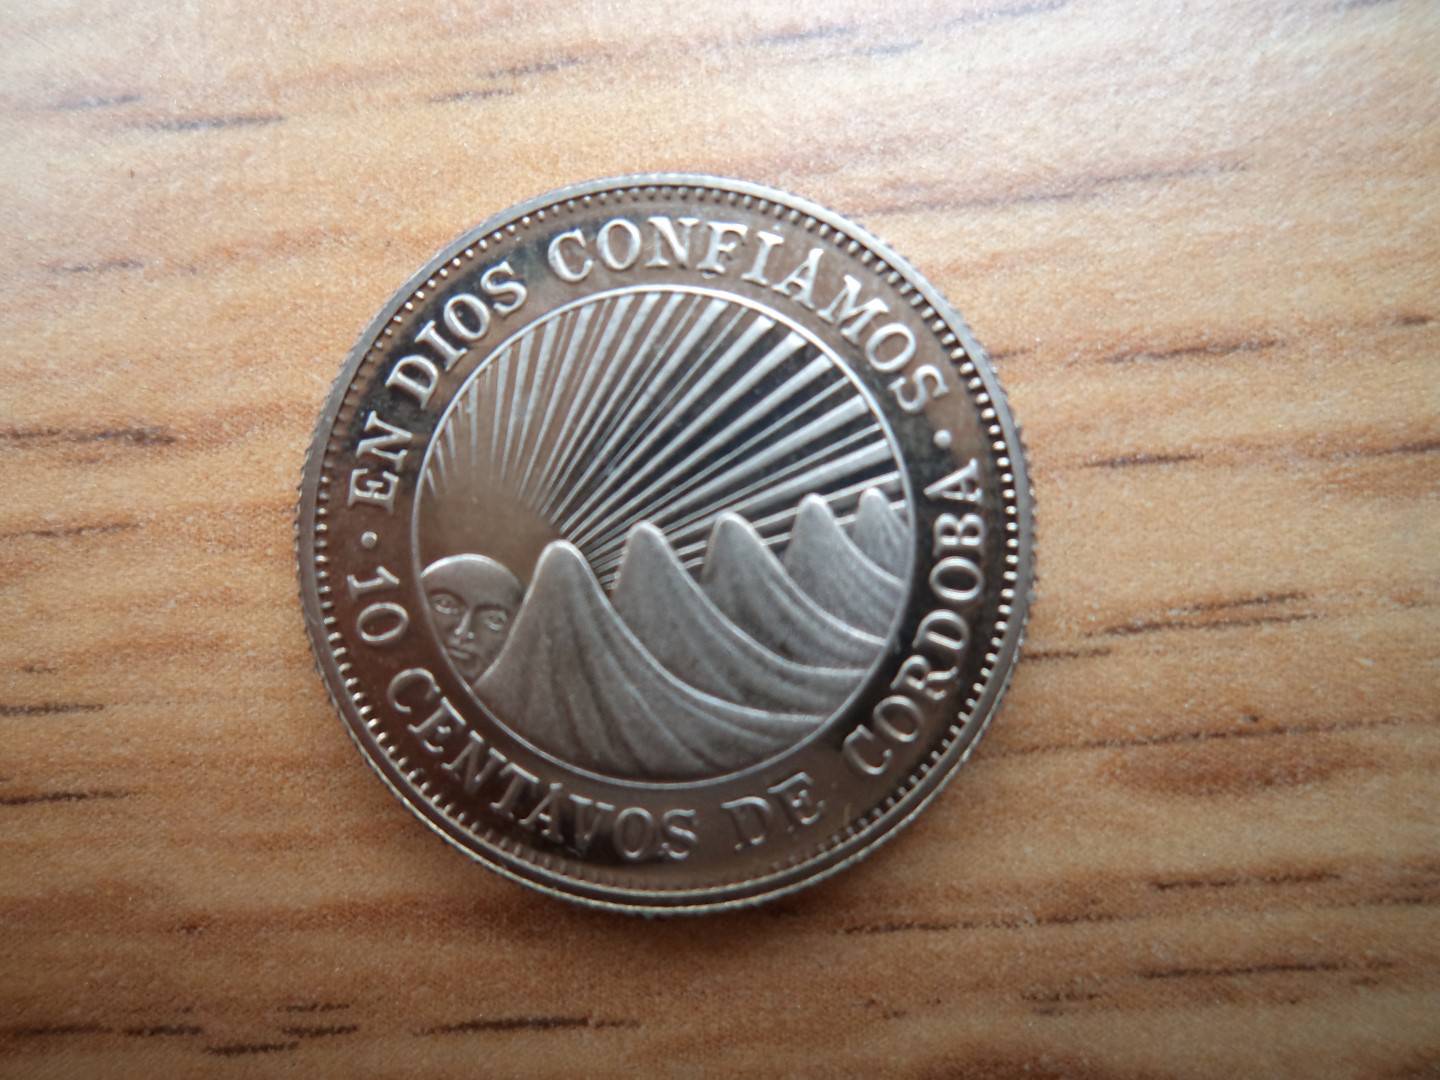 · EN DIOS CONFIAMOS ·
10 CENTAVOS DE CORDOBA